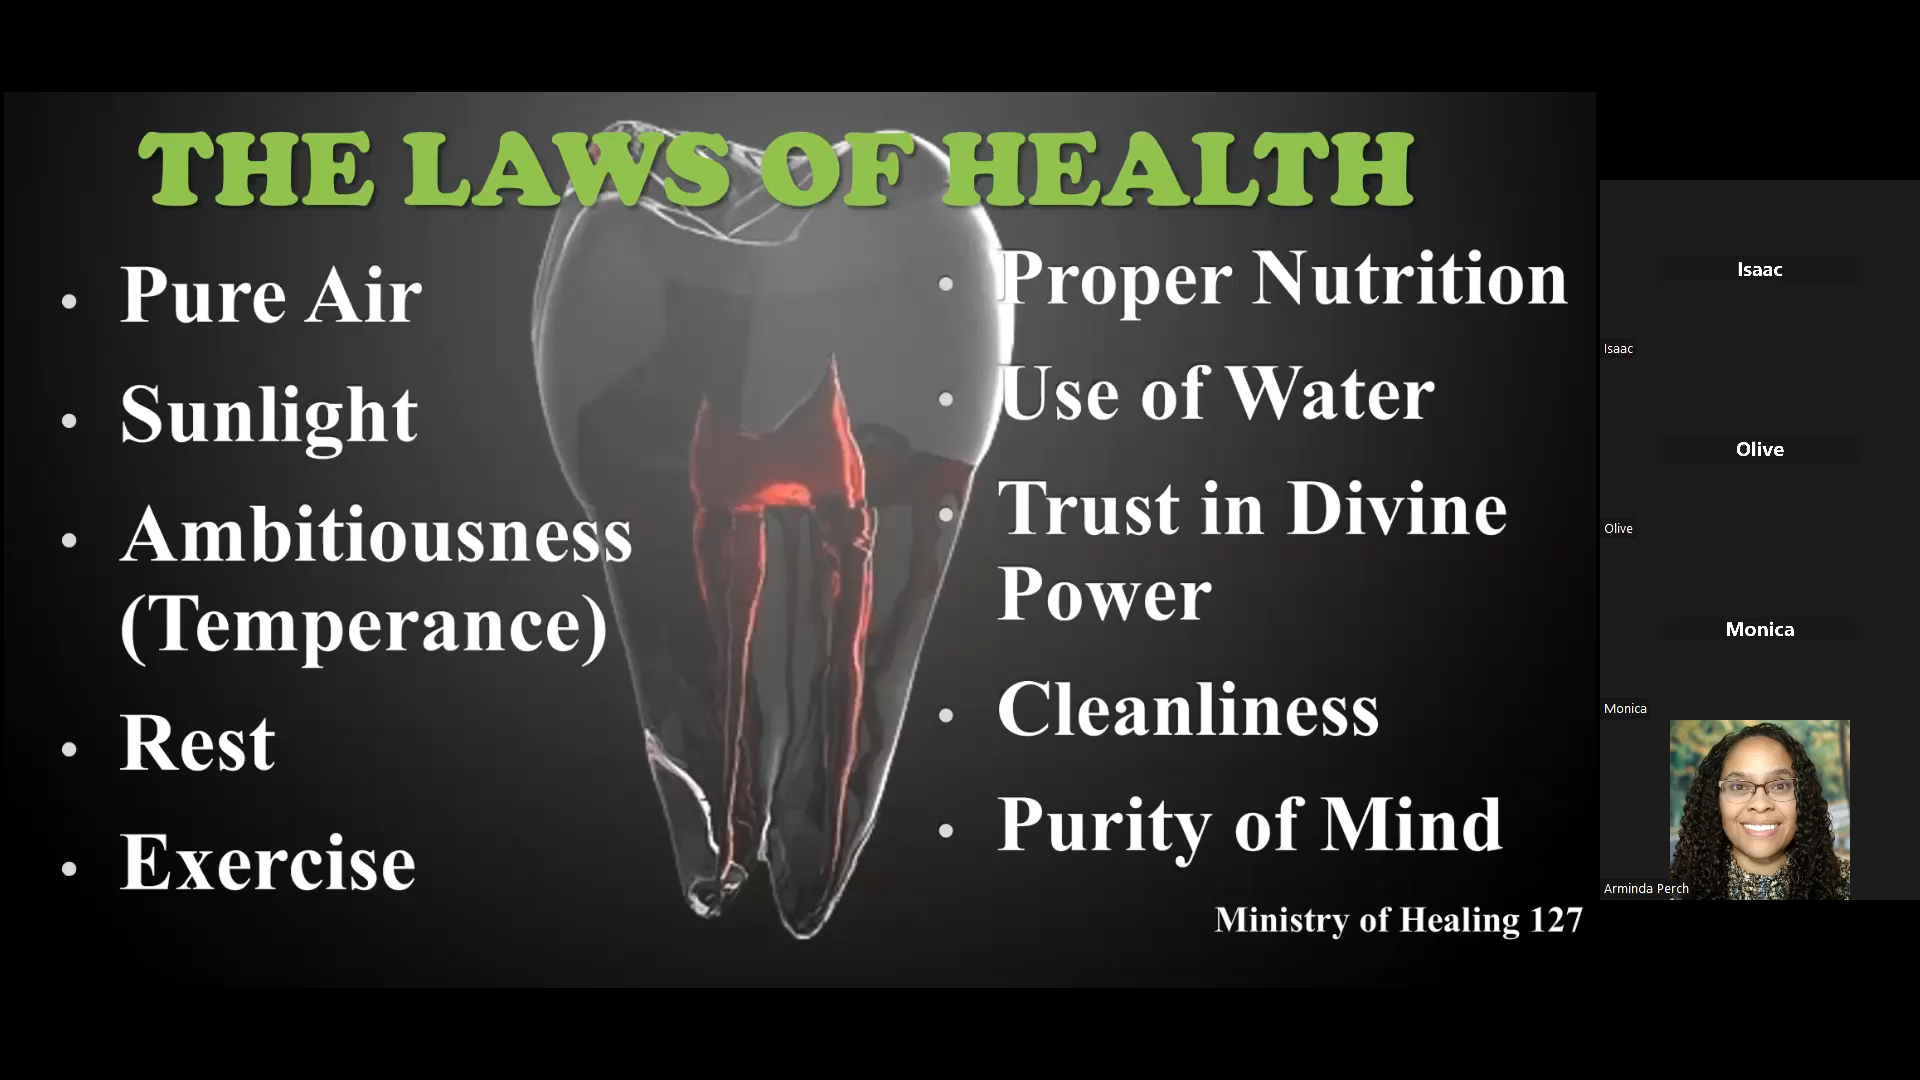 THE LAWS OF HEALTH
Pure Air
Sunlight
Ambitiousness
(Temperance)
Rest
Exercise
Proper Nutrition
Use of Water
Trust in Divine
Power
Cleanliness
Purity of Mind
Ministry of Healing 127
Isaac
Isaac
Olive
Olive
Monica
Monica
Arminda Perch